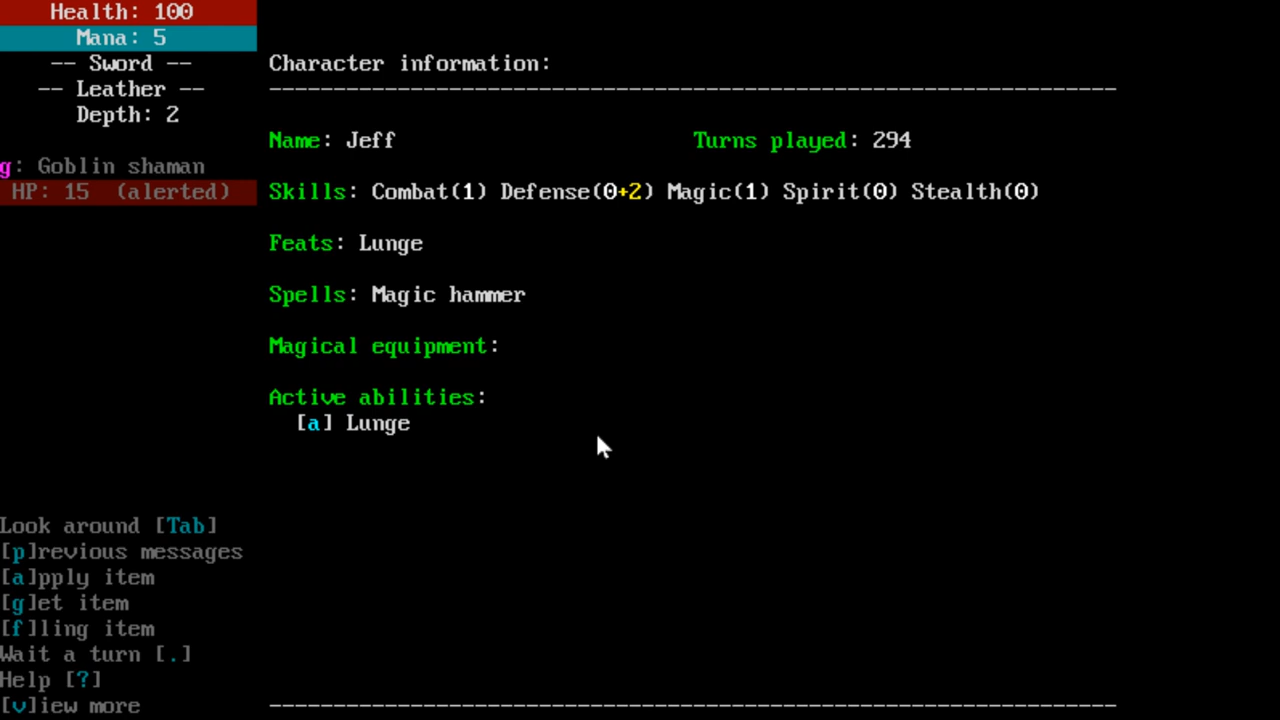 Health: 100
Mana: 5
-- Sword --
-- Leather --
Depth: 2
g: Goblin shaman
HP: 15 (alerted)
Look around [Tab]
[p]revious messages
[a]pply item
[g]et item
[f]ling item
Wait a turn [.]
Help [?]
[v]iew more
Character information:
------------------------------------------------------------------
Name: Jeff Turns played: 294
Skills: Combat(1) Defense(0+2) Magic(1) Spirit(0) Stealth(0)
Feats: Lunge
Spells: Magic hammer
Magical equipment:
Active abilities:
[a] Lunge
------------------------------------------------------------------